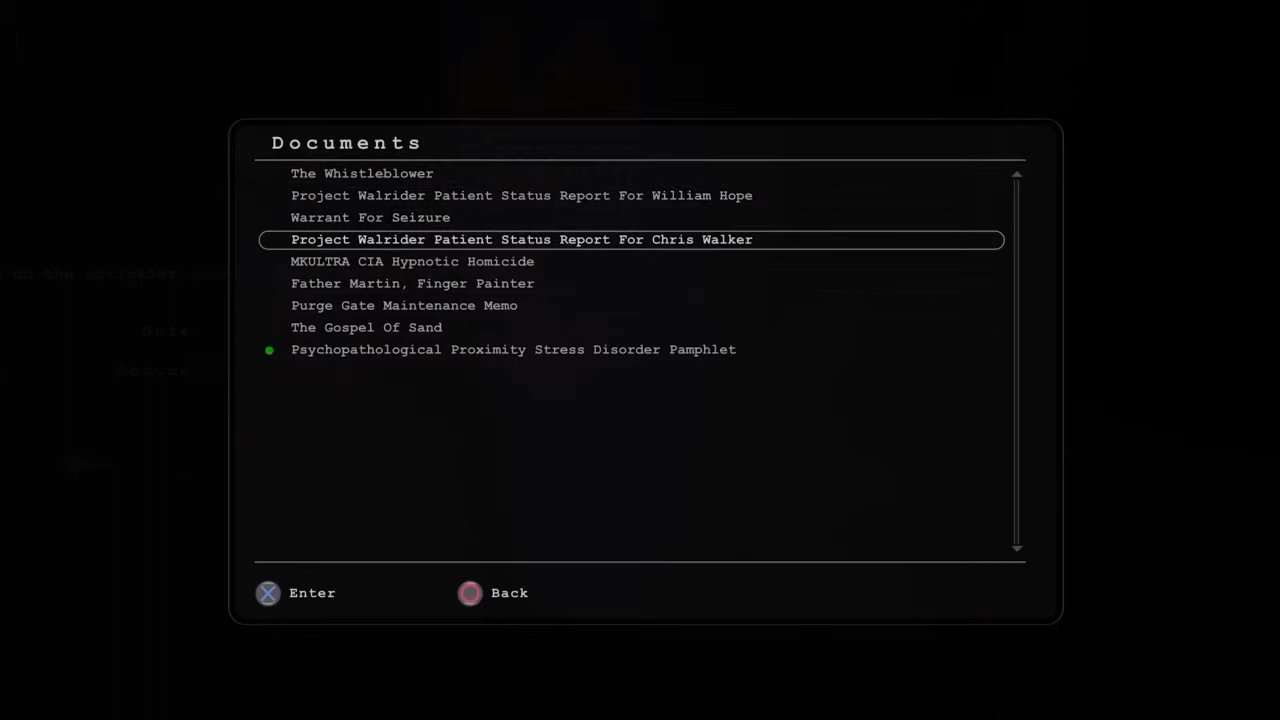 Documents
The Whistleblower
Project Walrider Patient Status Report For William Hope
Warrant For Seizure
Project Walrider Patient Status Report For Chris Walker
MKULTRA CIA Hypnotic Homicide
Father Martin, Finger Painter
Purge Gate Maintenance Memo
The Gospel Of Sand
Psychopathological Proximity Stress Disorder Pamphlet
Enter
Back